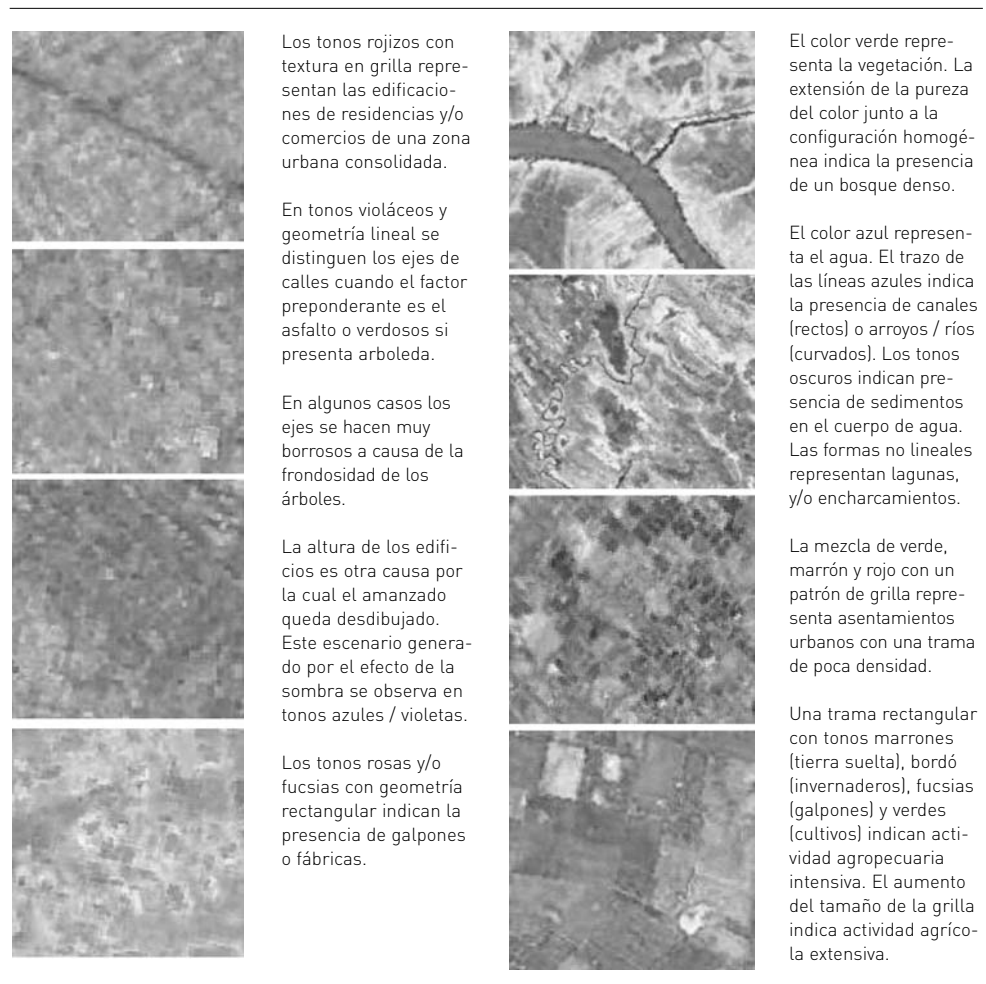 Los tonos rojizos con
textura en grilla repre-
sentan las edificacio-
nes de residencias y/o
comercios de una zona
urbana consolidada.
En tonos violáceos y
geometría lineal se
distinguen los ejes de
calles cuando el factor
preponderante es el
asfalto o verdosos si
presenta arboleda.
En algunos casos los
ejes se hacen muy
borrosos a causa de la
frondosidad de los
árboles.
La altura de los edifi-
cios es otra causa por
la cual el amanzado
queda desdibujado.
Este escenario genera-
do por el efecto de la
sombra se observa en
tonos azules / violetas.
Los tonos rosas y/o
fucsias con geometría
rectangular indican la
presencia de galpones
o fábricas.
El color verde repre-
senta la vegetación. La
extensión de la pureza
del color junto a la
configuración homogé-
nea indica la presencia
de un bosque denso.
El color azul represen-
ta el agua. El trazo de
las líneas azules indica
la presencia de canales
(rectos) o arroyos / ríos
(curvados). Los tonos
oscuros indican pre-
sencia de sedimentos
en el cuerpo de agua.
Las formas no lineales
representan lagunas,
y/o encharcamientos.
La mezcla de verde,
marrón y rojo con un
patrón de grilla repre-
senta asentamientos
urbanos con una trama
de poca densidad.
Una trama rectangular
con tonos marrones
(tierra suelta), bordó
(invernaderos), fucsias
(galpones) y verdes
(cultivos) indican acti-
vidad agropecuaria
intensiva. El aumento
del tamaño de la grilla
indica actividad agríco-
la extensiva.